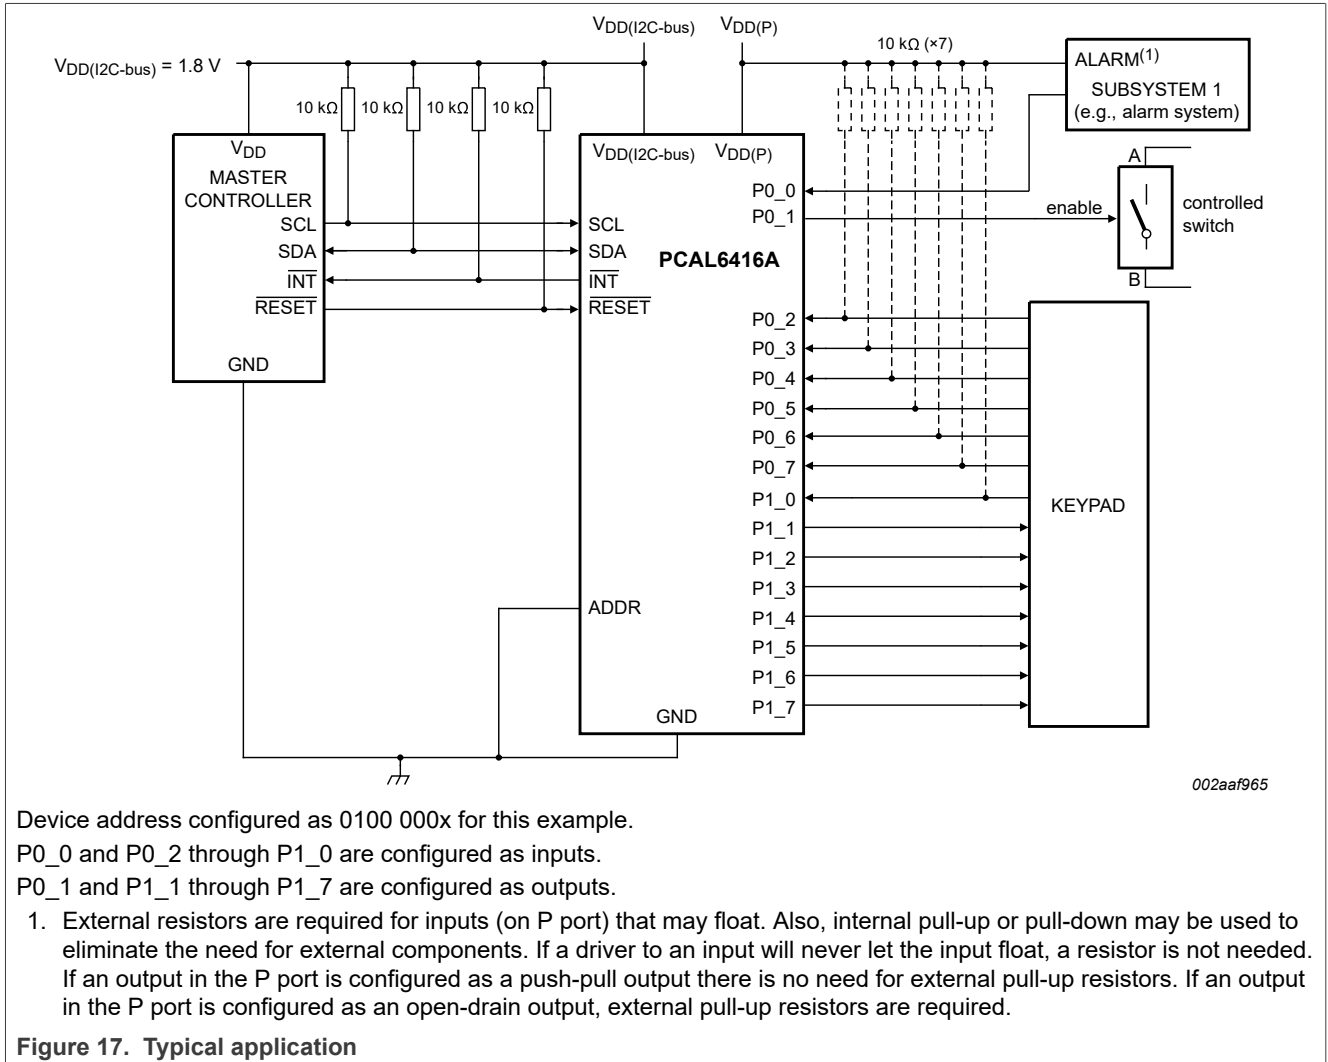 VDD(I2C-bus) VDD(P)
VDD(I2C-bus) = 1.8 V
10 kΩ (×7)
ALARM(1)
SUBSYSTEM 1
(e.g., alarm system)
10 kΩ 10 kΩ 10 kΩ 10 kΩ
VDD
MASTER
CONTROLLER
SCL
SDA
INT
RESET
GND
VDD(I2C-bus) VDD(P)
SCL
SDA
INT
RESET
PCAL6416A
ADDR
GND
P0_0
P0_1
P0_2
P0_3
P0_4
P0_5
P0_6
P0_7
P1_0
P1_1
P1_2
P1_3
P1_4
P1_5
P1_6
P1_7
enable
A
B
controlled
switch
KEYPAD
002aaf965
Device address configured as 0100 000x for this example.
P0_0 and P0_2 through P1_0 are configured as inputs.
P0_1 and P1_1 through P1_7 are configured as outputs.
1. External resistors are required for inputs (on P port) that may float. Also, internal pull-up or pull-down may be used to
eliminate the need for external components. If a driver to an input will never let the input float, a resistor is not needed.
If an output in the P port is configured as a push-pull output there is no need for external pull-up resistors. If an output
in the P port is configured as an open-drain output, external pull-up resistors are required.
Figure 17. Typical application